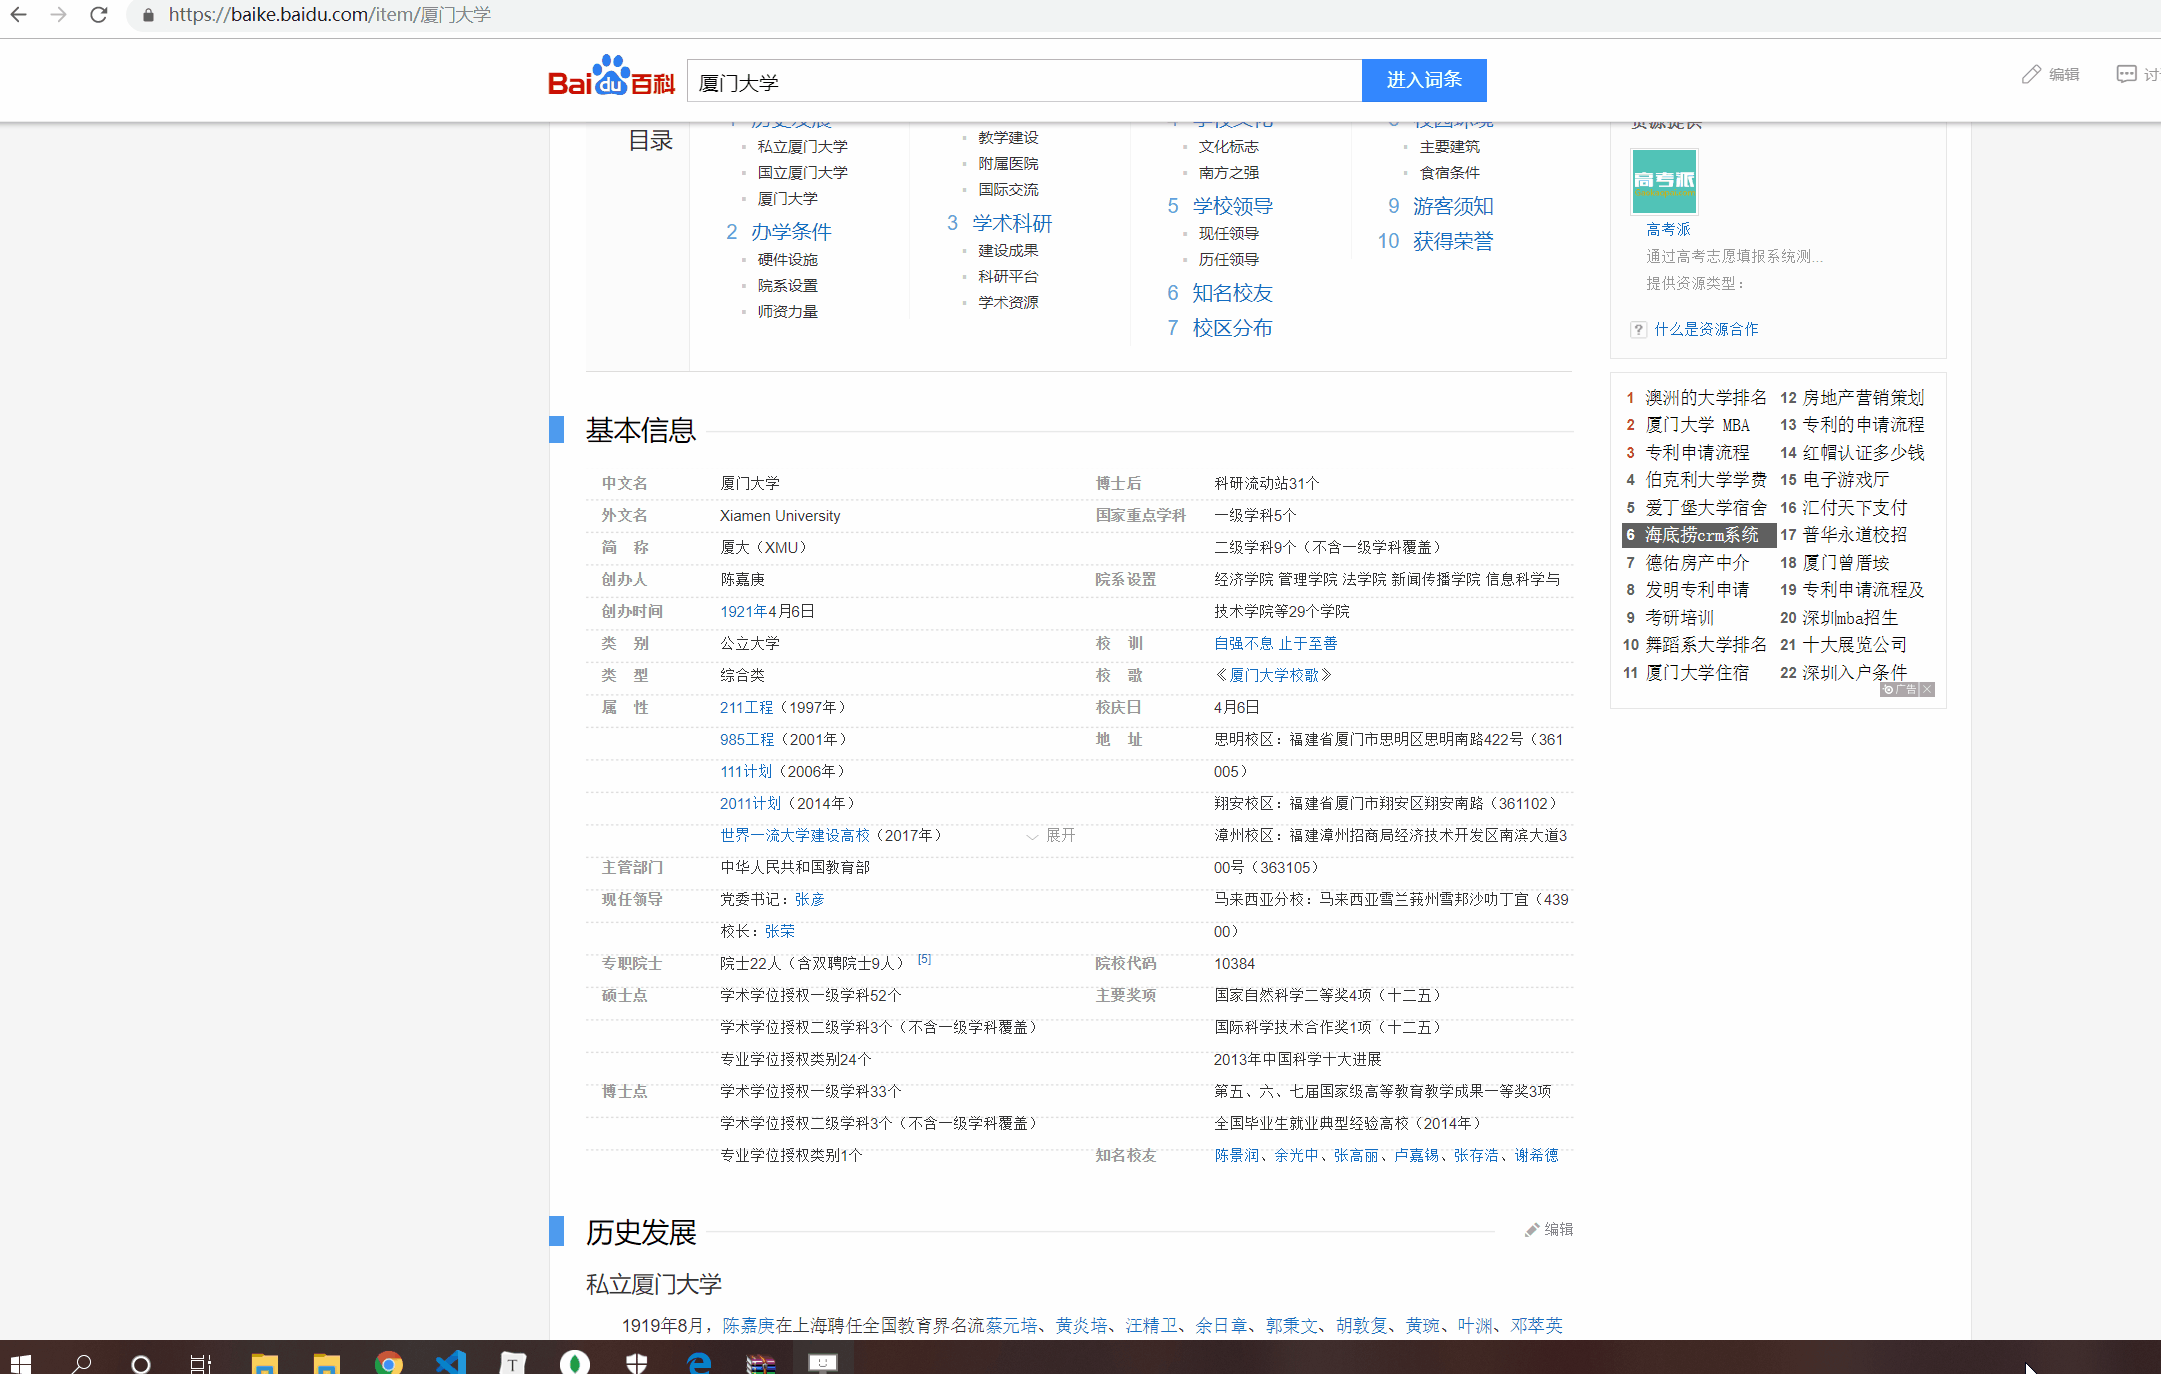 https://baike.baidu.com/item/厦门大学
Bai du 百科
厦门大学
进入词条
编辑
目录
私立厦门大学
国立厦门大学
厦门大学
2 办学条件
硬件设施
院系设置
师资力量
教学建设
附属医院
国际交流
3 学术科研
建设成果
科研平台
学术资源
文化标志
南方之强
5 学校领导
现任领导
历任领导
6 知名校友
7 校区分布
主要建筑
食宿条件
9 游客须知
10 获得荣誉
资源提供
高考派
高考派
通过高考志愿填报系统测...
提供资源类型：
? 什么是资源合作
1 澳洲的大学排名 12 房地产营销策划
2 厦门大学 MBA 13 专利的申请流程
3 专利申请流程 14 红帽认证多少钱
4 伯克利大学学费 15 电子游戏厅
5 爱丁堡大学宿舍 16 汇付天下支付
6 海底捞crm系统 17 普华永道校招
7 德佑房产中介 18 厦门曾厝垵
8 发明专利申请 19 专利申请流程及
9 考研培训 20 深圳mba招生
10 舞蹈系大学排名 21 十大展览公司
11 厦门大学住宿 22 深圳入户条件
广告
基本信息
中文名 厦门大学
外文名 Xiamen University
简 称 厦大（XMU）
创办人 陈嘉庚
创办时间 1921年4月6日
类 别 公立大学
类 型 综合类
属 性 211工程（1997年）
985工程（2001年）
111计划（2006年）
2011计划（2014年）
世界一流大学建设高校（2017年） 展开
主管部门 中华人民共和国教育部
现任领导 党委书记：张彦
校长：张荣
专职院士 院士22人（含双聘院士9人） [5]
硕士点 学术学位授权一级学科52个
学术学位授权二级学科3个（不含一级学科覆盖）
专业学位授权类别24个
博士点 学术学位授权一级学科33个
学术学位授权二级学科3个（不含一级学科覆盖）
专业学位授权类别1个
博士后 科研流动站31个
国家重点学科 一级学科5个
二级学科9个（不含一级学科覆盖）
院系设置 经济学院 管理学院 法学院 新闻传播学院 信息科学与
技术学院等29个学院
校 训 自强不息 止于至善
校 歌 《厦门大学校歌》
校庆日 4月6日
地 址 思明校区：福建省厦门市思明区思明南路422号（361
005）
翔安校区：福建省厦门市翔安区翔安南路（361102）
漳州校区：福建漳州招商局经济技术开发区南滨大道3
00号（363105）
马来西亚分校：马来西亚雪兰莪州雪邦沙叻丁宜（439
00）
院校代码 10384
主要奖项 国家自然科学二等奖4项（十二五）
国际科学技术合作奖1项（十二五）
2013年中国科学十大进展
第五、六、七届国家级高等教育教学成果一等奖3项
全国毕业生就业典型经验高校（2014年）
知名校友 陈景润、余光中、张高丽、卢嘉锡、张存浩、谢希德
历史发展
编辑
私立厦门大学
1919年8月，陈嘉庚在上海聘任全国教育界名流蔡元培、黄炎培、汪精卫、余日章、郭秉文、胡敦复、黄琬、叶渊、邓萃英